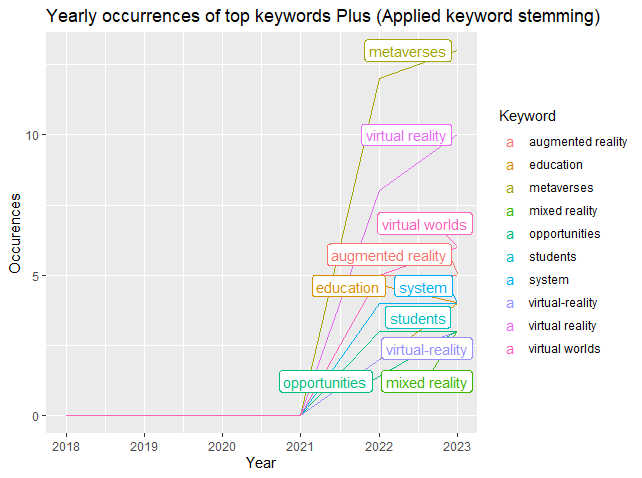 Yearly occurrences of top keywords Plus (Applied keyword stemming)
metaverses
virtual reality
virtual worlds
augmented reality
education
system
students
virtual-reality
opportunities
mixed reality
10
5
0
Occurences
2018
2019
2020
2021
2022
2023
Year
Keyword
a augmented reality
a education
a metaverses
a mixed reality
a opportunities
a students
a system
a virtual-reality
a virtual reality
a virtual worlds